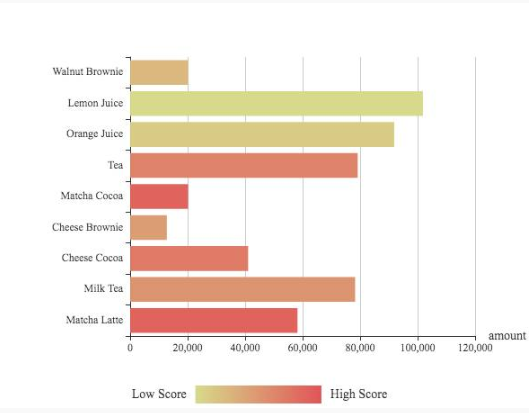 Walnut Brownie
Lemon Juice
Orange Juice
Tea
Matcha Cocoa
Cheese Brownie
Cheese Cocoa
Milk Tea
Matcha Latte
amount
0 20,000 40,000 60,000 80,000 100,000 120,000
Low Score High Score